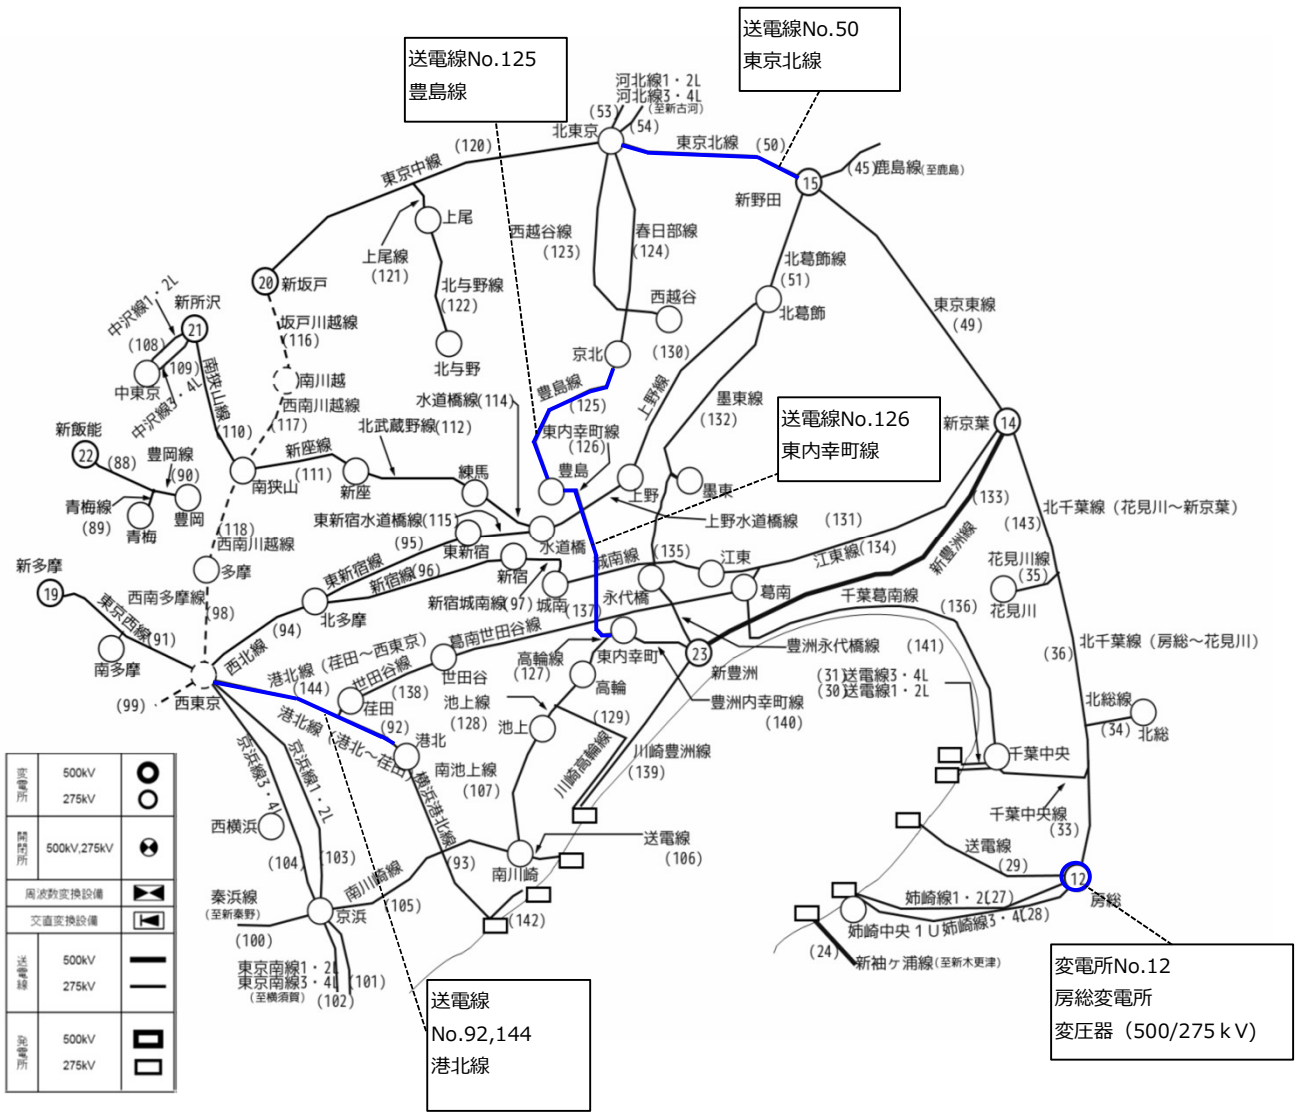 送電線No.50
東京北線
送電線No.125
豊島線
河北線1・2L
河北線3・4L
(至新古河)
(53)
(54)
北東京
東京北線
(50)
(120)
東京中線
(45)
鹿島線(至鹿島)
15
新野田
上尾
上尾線
(121)
西越谷線
(123)
春日部線
(124)
北葛飾線
(51)
20
新坂戸
北与野線
(122)
西越谷
北葛飾
東京東線
(49)
中沢線1・2L
新所沢
21
(108)
(109)
中東京
中沢線3・4L
坂戸川越線
(116)
北与野
京北
(130)
南狭山線
(110)
南川越
西南川越線
(117)
水道橋線(114)
豊島線
(125)
上野線
墨東線
(132)
送電線No.126
東内幸町線
新京葉
14
新飯能
22
(88)
豊岡線
(90)
新座線
(111)
北武蔵野線(112)
東内幸町線
(126)
青梅線
(89)
青梅
豊岡
南狭山
新座
練馬
豊島
上野
墨東
(133)
北千葉線（花見川～新京葉）
(143)
東新宿水道橋線(115)
上野水道橋線
(131)
(118)
西南川越線
(95)
東新宿
水道橋
新豊洲線
東新宿線
新宿線
(96)
新宿
城南線
(135)
江東
江東線
(134)
花見川線
(35)
花見川
新多摩
19
多摩
西南多摩線
(98)
北多摩
新宿城南線(97)
城南
(137)
永代橋
葛南
千葉葛南線
(136)
東京西線
(91)
(94)
西北線
葛南世田谷線
北千葉線（房総～花見川）
(36)
南多摩
港北線（荏田～西東京）
(144)
世田谷線
(138)
世田谷
高輪線
(127)
東内幸町
23
新豊洲
豊洲永代橋線
(141)
(99)
西東京
荏田
(92)
池上線
(128)
高輪
豊洲内幸町線
(140)
(31)送電線3・4L
(30)送電線1・2L
北総線
(34)
北総
港北線（港北～荏田）
港北
池上
(129)
川崎豊洲線
(139)
川崎高輪線
千葉中央
京浜線3・4L
京浜線1・2L
南池上線
(107)
横浜港北線
千葉中央線
(33)
変電所
500kV
275kV
開閉所
500kV,275kV
周波数変換設備
交直変換設備
送電線
500kV
275kV
発電所
500kV
275kV
西横浜
(104)
(103)
南川崎線
(93)
送電線
(106)
送電線
(29)
12
房総
秦浜線
(至新秦野)
(100)
京浜
(105)
南川崎
(142)
姉崎線1・2L(27)
姉崎線3・4L(28)
姉崎中央1U
(24)
新袖ヶ浦線(至新木更津)
東京南線1・2L
東京南線3・4L
(至横須賀)
(101)
(102)
送電線
No.92,144
港北線
変電所No.12
房総変電所
変圧器（500/275ｋV)